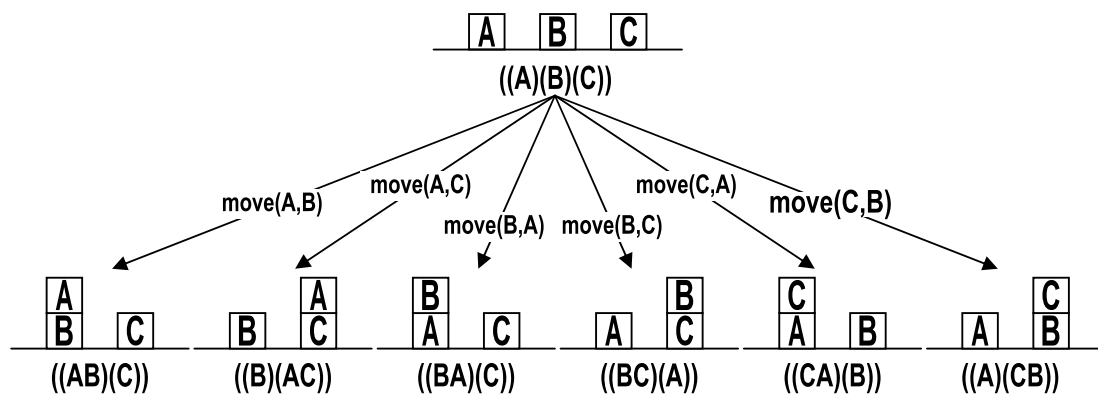 A B C
((A)(B)(C))
move(A,B)
move(A,C)
move(B,A)
move(B,C)
move(C,A)
move(C,B)
A
B C
((AB)(C))
A
B C
((B)(AC))
B
A C
((BA)(C))
B
A C
((BC)(A))
C
A B
((CA)(B))
C
A B
((A)(CB))